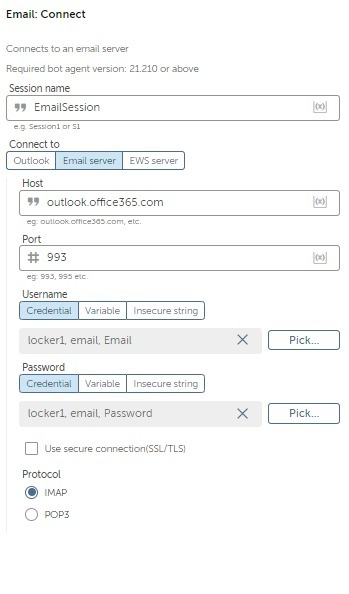 Email: Connect
Connects to an email server
Required bot agent version: 21.210 or above
Session name
EmailSession (x)
e.g. Session1 or S1
Connect to
Outlook Email server EWS server
Host
outlook.office365.com (x)
eg: outlook.office365.com, etc.
Port
# 993 (x)
eg: 993, 995 etc.
Username
Credential Variable Insecure string
locker1, email, Email Pick...
Password
Credential Variable Insecure string
locker1, email, Password Pick...
Use secure connection(SSL/TLS)
Protocol
IMAP
POP3